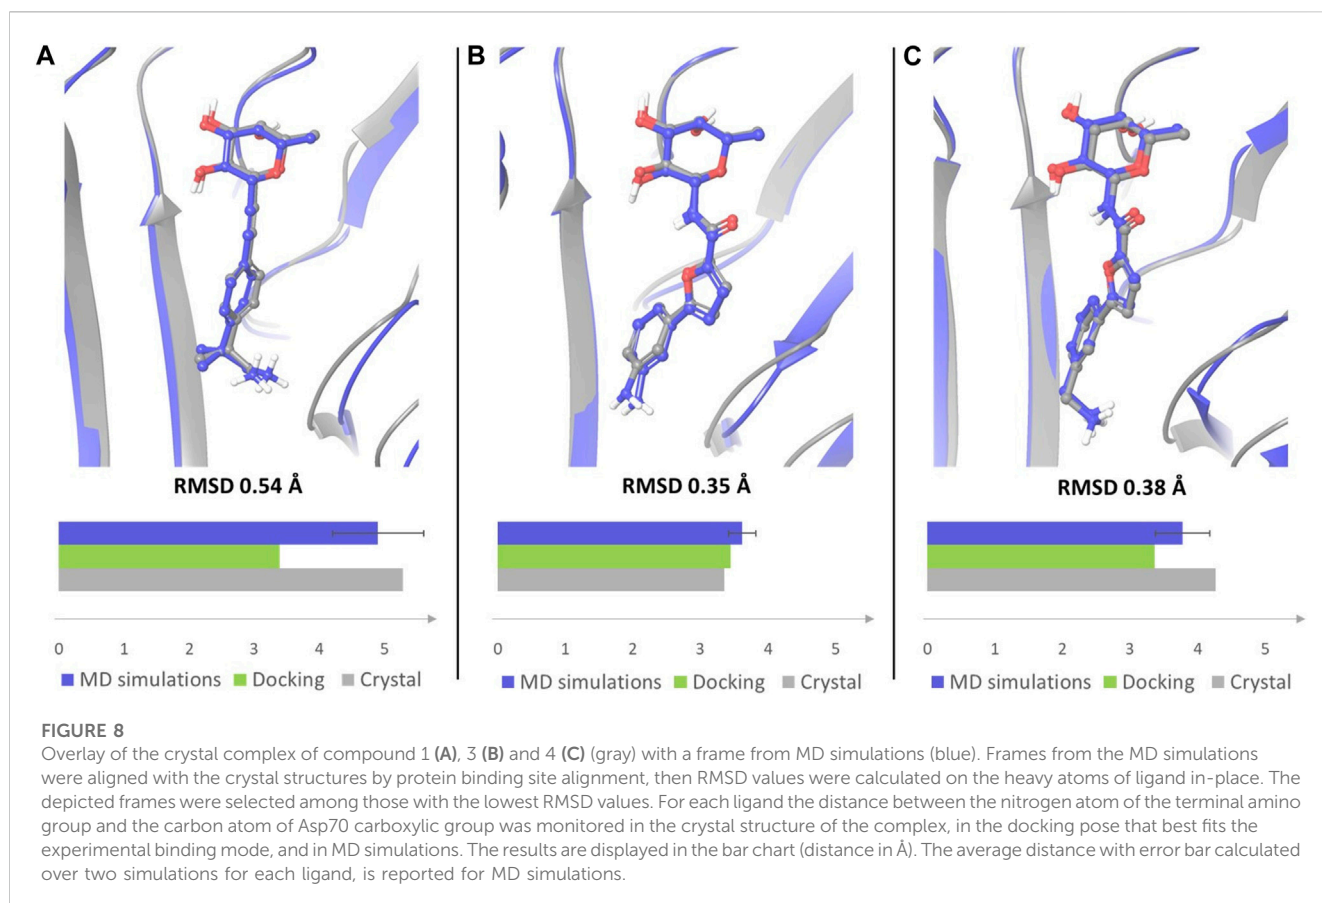 A
B
C
RMSD 0.54 Å
RMSD 0.35 Å
RMSD 0.38 Å
0 1 2 3 4 5
0 1 2 3 4 5
0 1 2 3 4 5
MD simulations Docking Crystal
MD simulations Docking Crystal
MD simulations Docking Crystal
FIGURE 8
Overlay of the crystal complex of compound 1 (A), 3 (B) and 4 (C) (gray) with a frame from MD simulations (blue). Frames from the MD simulations
were aligned with the crystal structures by protein binding site alignment, then RMSD values were calculated on the heavy atoms of ligand in-place. The
depicted frames were selected among those with the lowest RMSD values. For each ligand the distance between the nitrogen atom of the terminal amino
group and the carbon atom of Asp70 carboxylic group was monitored in the crystal structure of the complex, in the docking pose that best fits the
experimental binding mode, and in MD simulations. The results are displayed in the bar chart (distance in Å). The average distance with error bar calculated
over two simulations for each ligand, is reported for MD simulations.